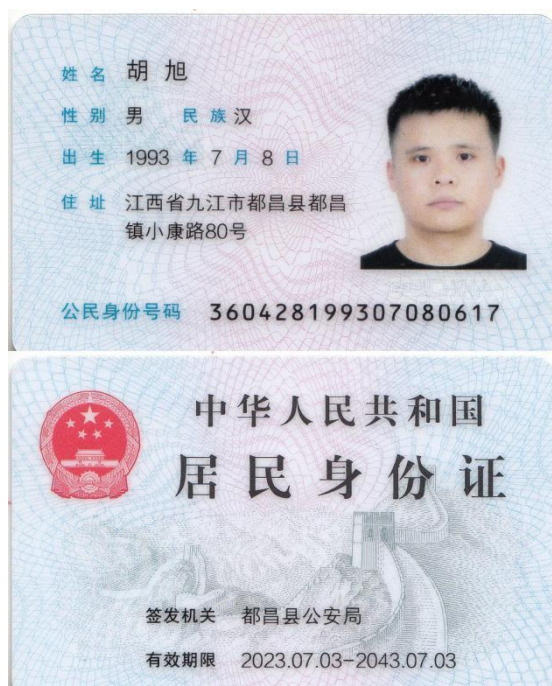 姓名 胡旭
性别 男 民族 汉
出生 1993 年 7 月 8 日
住址 江西省九江市都昌县都昌
镇小康路80号
公民身份号码 360428199307080617
中华人民共和国
居民身份证
签发机关 都昌县公安局
有效期限 2023.07.03-2043.07.03